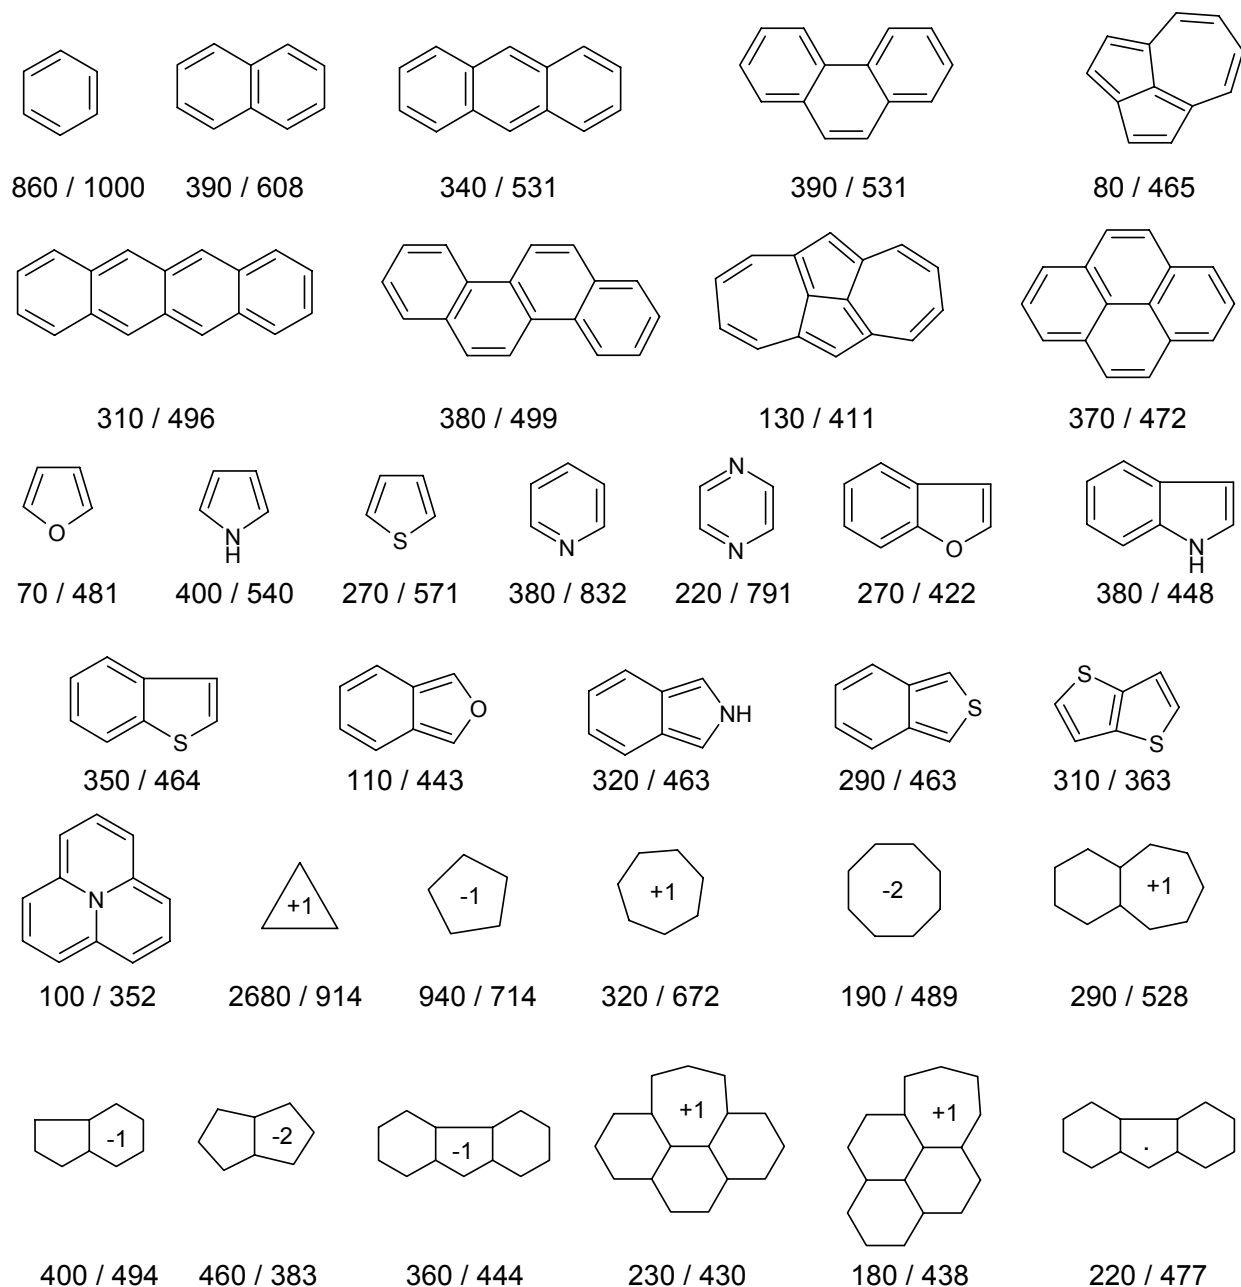 860 / 1000 390 / 608 340 / 531 390 / 531 80 / 465
310 / 496 380 / 499 130 / 411 370 / 472
O N H S N N N O N H
70 / 481 400 / 540 270 / 571 380 / 832 220 / 791 270 / 422 380 / 448
S O NH S S S
350 / 464 110 / 443 320 / 463 290 / 463 310 / 363
N +1 -1 +1 -2 +1
100 / 352 2680 / 914 940 / 714 320 / 672 190 / 489 290 / 528
-1 -2 -1 +1 +1 .
400 / 494 460 / 383 360 / 444 230 / 430 180 / 438 220 / 477